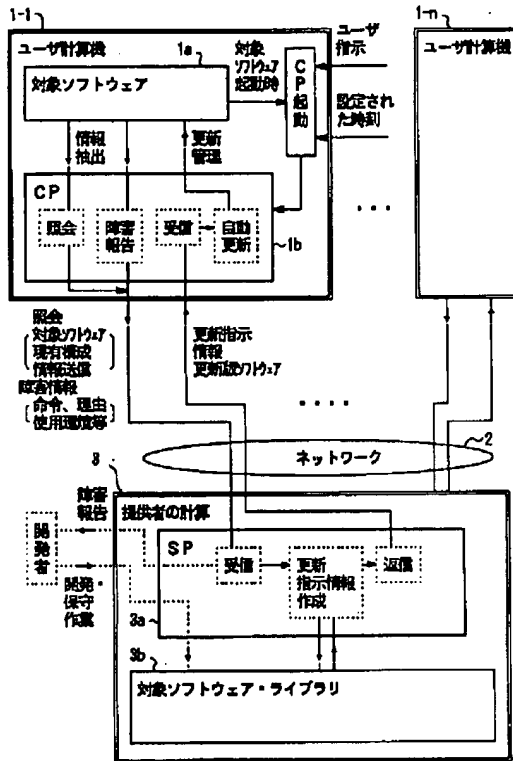 1-1
1-n
ユーザ計算機
1a
対象
ソフトウェア
起動時
CP起動
ユーザ
指示
設定され
た時刻
ユーザ計算機
対象ソフトウェア
情報
抽出
更新
管理
CP
照会
障害
報告
受信
自動
更新
1b
照会
対象ソフトウェア
現有構成
情報送信
障害情報
命令、理由
使用環境等
更新指示
情報
更新版ソフトウェア
2
ネットワーク
3
障害
報告
提供者の計算
開発者
開発・
保守
作業
SP
受信
更新
指示情報
作成
返信
3a
3b
対象ソフトウェア・ライブラリ